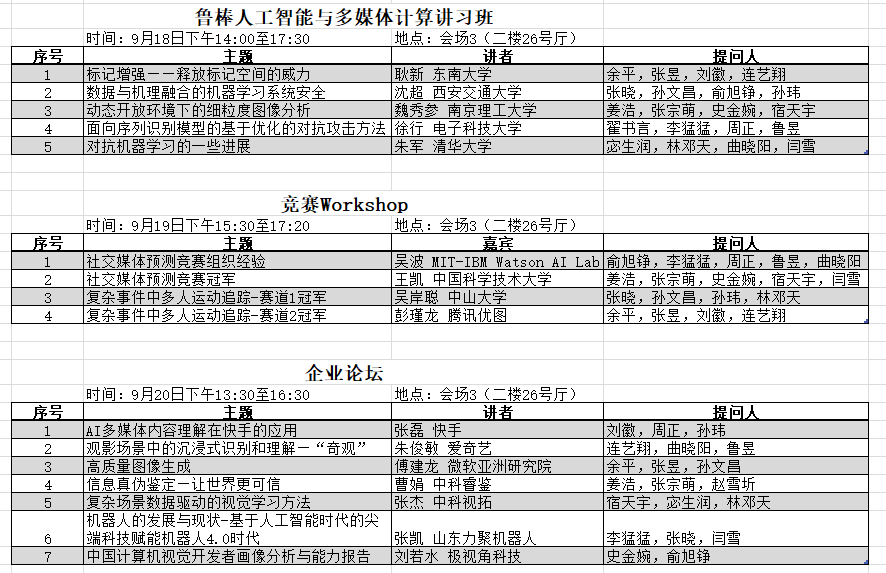 鲁棒人工智能与多媒体计算讲习班
时间：9月18日下午14:00至17:30 地点：会场3（二楼26号厅）
序号 主题 讲者 提问人
1 标记增强——释放标记空间的威力 耿新 东南大学 余平，张昱，刘徽，连艺翔
2 数据与机理融合的机器学习系统安全 沈超 西安交通大学 张晓，孙文昌，俞旭铮，孙玮
3 动态开放环境下的细粒度图像分析 魏秀参 南京理工大学 姜浩，张宗萌，史金婉，宿天宇
4 面向序列识别模型的基于优化的对抗攻击方法 徐行 电子科技大学 翟书言，李猛猛，周正，鲁昱
5 对抗机器学习的一些进展 朱军 清华大学 宓生润，林邓天，曲晓阳，闫雪
竞赛Workshop
时间：9月19日下午15:30至17:20 地点：会场3（二楼26号厅）
序号 主题 嘉宾 提问人
1 社交媒体预测竞赛组织经验 吴波 MIT-IBM Watson AI Lab 俞旭铮，李猛猛，周正，鲁昱，曲晓阳
2 社交媒体预测竞赛冠军 王凯 中国科学技术大学 姜浩，张宗萌，史金婉，宿天宇，闫雪
3 复杂事件中多人运动追踪-赛道1冠军 吴岸聪 中山大学 张晓，孙文昌，孙玮，林邓天
4 复杂事件中多人运动追踪-赛道2冠军 彭瑾龙 腾讯优图 余平，张昱，刘徽，连艺翔
企业论坛
时间：9月20日下午13:30至16:30 地点：会场3（二楼26号厅）
序号 主题 讲者 提问人
1 AI多媒体内容理解在快手的应用 张磊 快手 刘徽，周正，孙玮
2 观影场景中的沉浸式识别和理解—“奇观” 朱俊敏 爱奇艺 连艺翔，曲晓阳，鲁昱
3 高质量图像生成 傅建龙 微软亚洲研究院 余平，张昱，孙文昌
4 信息真伪鉴定—让世界更可信 曹娟 中科睿鉴 姜浩，张宗萌，赵雪圻
5 复杂场景数据驱动的视觉学习方法 张杰 中科视拓 宿天宇，宓生润，林邓天
机器人的发展与现状-基于人工智能时代的尖
6 端科技赋能机器人4.0时代 张凯 山东力聚机器人 李猛猛，张晓，闫雪
7 中国计算机视觉开发者画像分析与能力报告 刘若水 极视角科技 史金婉，俞旭铮